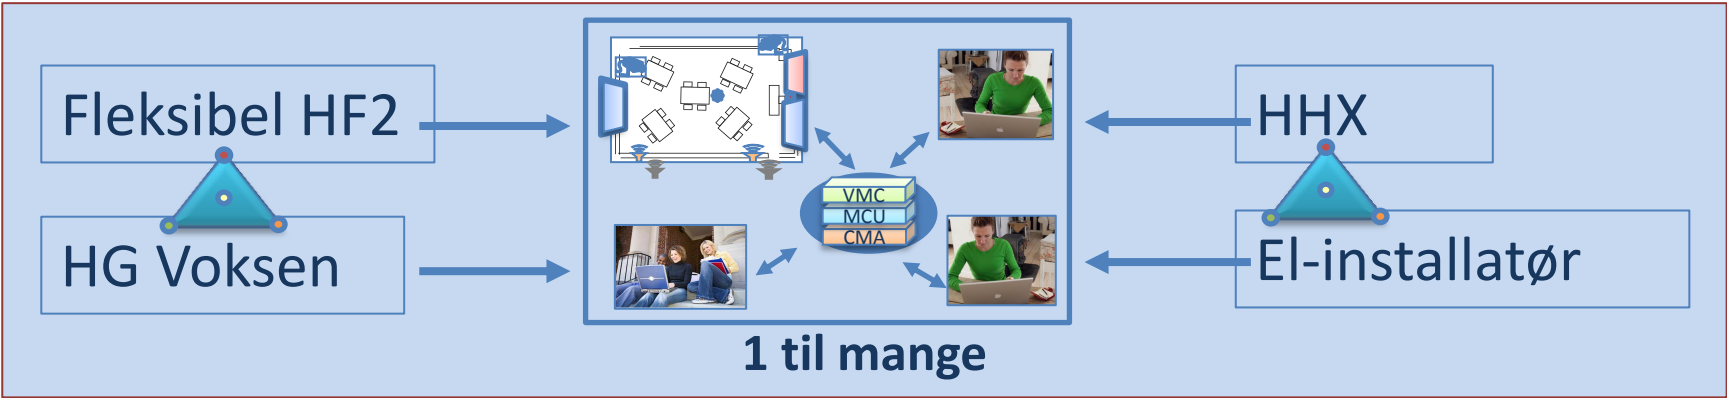 Fleksibel HF2
HG Voksen
VMC
MCU
CMA
1 til mange
HHX
El-installatør